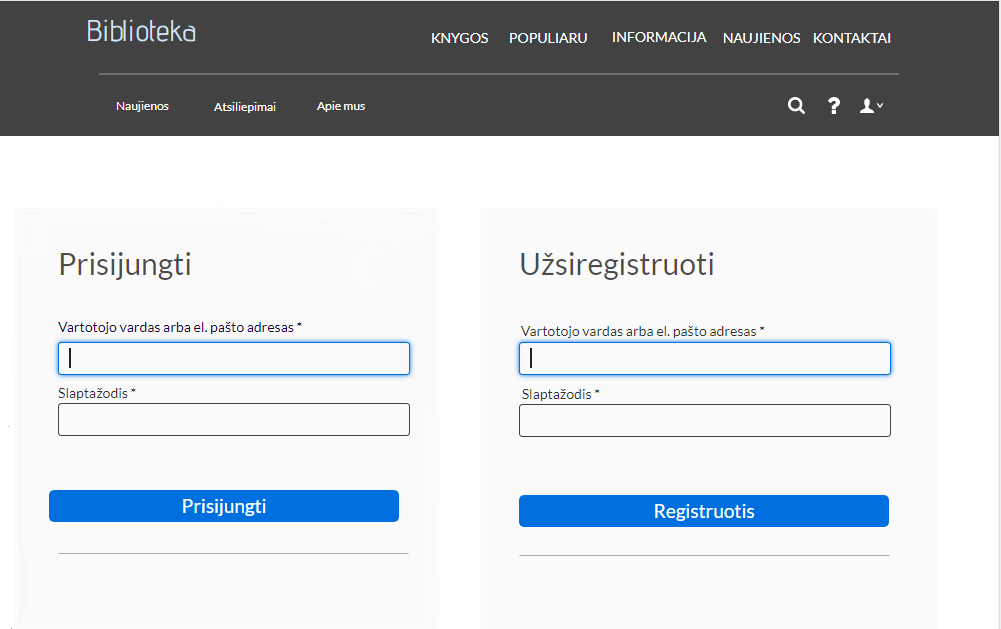 Biblioteka
KNYGOS POPULIARU INFORMACIJA NAUJIENOS KONTAKTAI
Naujienos Atsiliepimai Apie mus ?
Prisijungti
Vartotojo vardas arba el. pašto adresas *
Slaptažodis *
Prisijungti
Užsiregistruoti
Vartotojo vardas arba el. pašto adresas *
Slaptažodis *
Registruotis